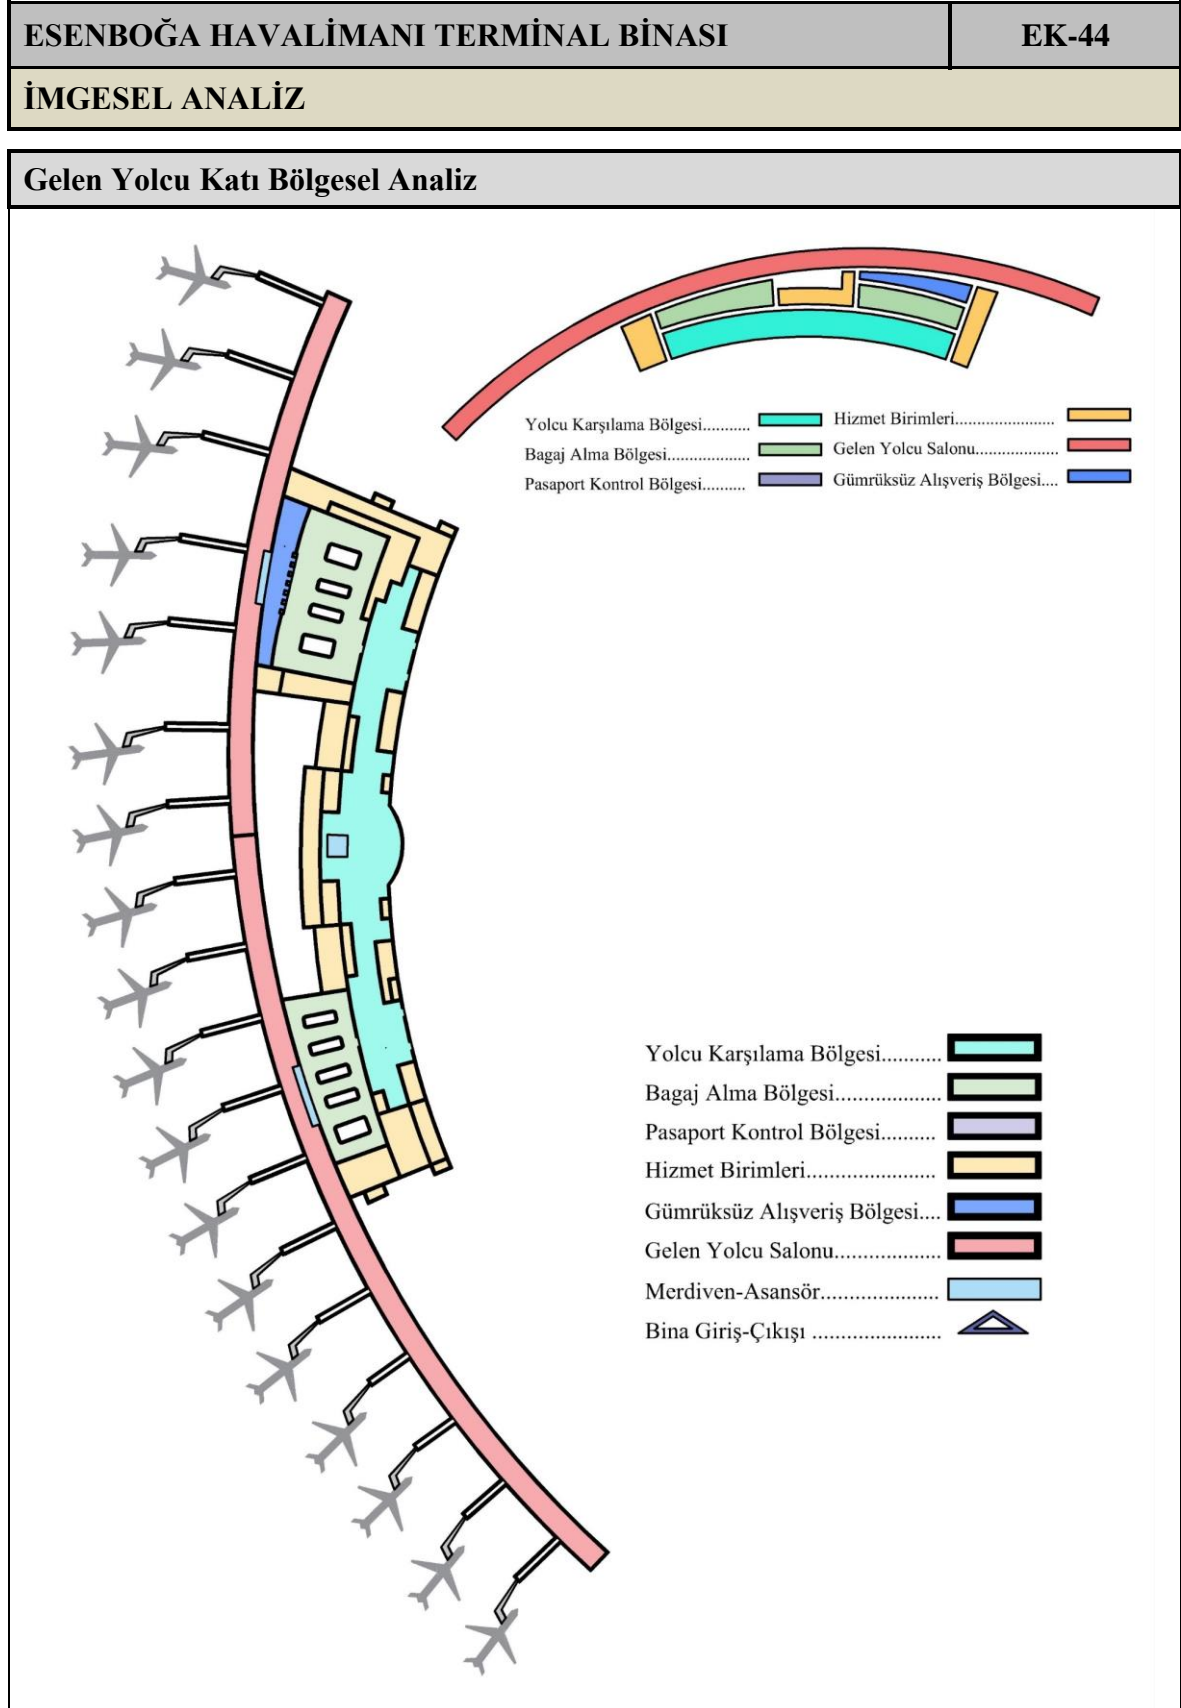 ESENBOĞA HAVALİMANI TERMİNAL BİNASI EK-44
İMGESEL ANALİZ
Gelen Yolcu Katı Bölgesel Analiz
Yolcu Karşılama Bölgesi.......... Hizmet Birimleri.......................
Bagaj Alma Bölgesi................... Gelen Yolcu Salonu...................
Pasaport Kontrol Bölgesi.......... Gümrüksüz Alışveriş Bölgesi....
Yolcu Karşılama Bölgesi..........
Bagaj Alma Bölgesi..................
Pasaport Kontrol Bölgesi..........
Hizmet Birimleri......................
Gümrüksüz Alışveriş Bölgesi....
Gelen Yolcu Salonu..................
Merdiven-Asansör....................
Bina Giriş-Çıkışı ......................